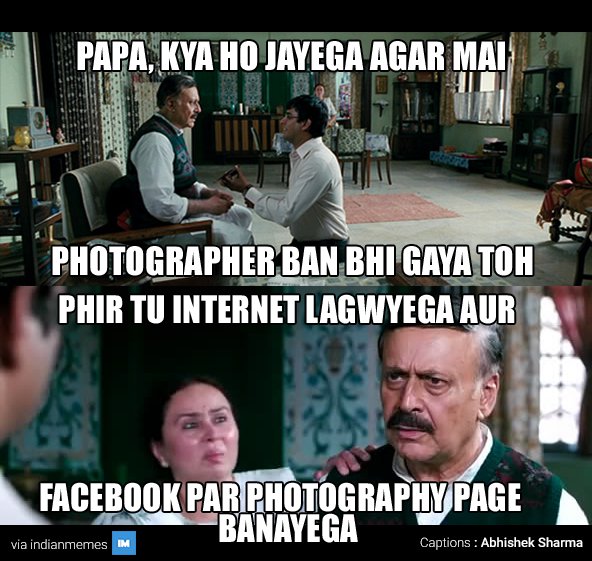 PAPA, KYA HO JAYEGA AGAR MAI
PHOTOGRAPHER BAN BHI GAYA TOH
PHIR TU INTERNET LAGWYEGA AUR
FACEBOOK PAR PHOTOGRAPHY PAGE
BANAYEGA
via indianmemes IM
Captions : Abhishek Sharma